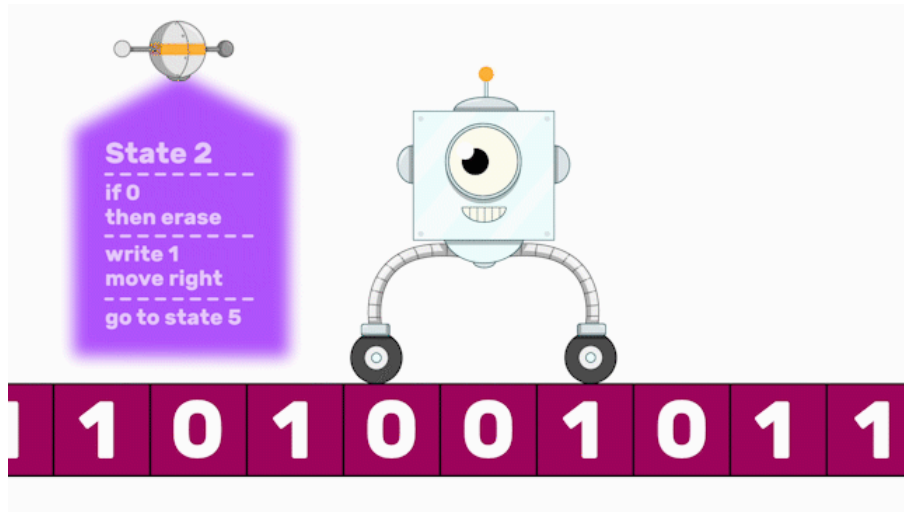 State 2
if 0
then erase
write 1
move right
go to state 5
1 1 0 1 0 0 1 0 1 1